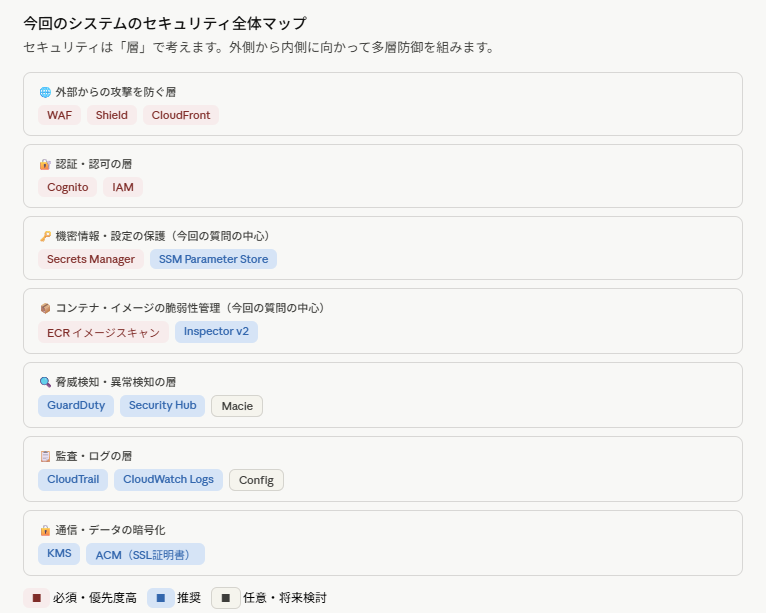 今回のシステムのセキュリティ全体マップ
セキュリティは「層」で考えます。外側から内側に向かって多層防御を組みます。
外部からの攻撃を防ぐ層
WAF Shield CloudFront
認証・認可の層
Cognito IAM
機密情報・設定の保護（今回の質問の中心）
Secrets Manager SSM Parameter Store
コンテナ・イメージの脆弱性管理（今回の質問の中心）
ECR イメージスキャン Inspector v2
脅威検知・異常検知の層
GuardDuty Security Hub Macie
監査・ログの層
CloudTrail CloudWatch Logs Config
通信・データの暗号化
KMS ACM（SSL証明書）
■ 必須・優先度高 ■ 推奨 ■ 任意・将来検討